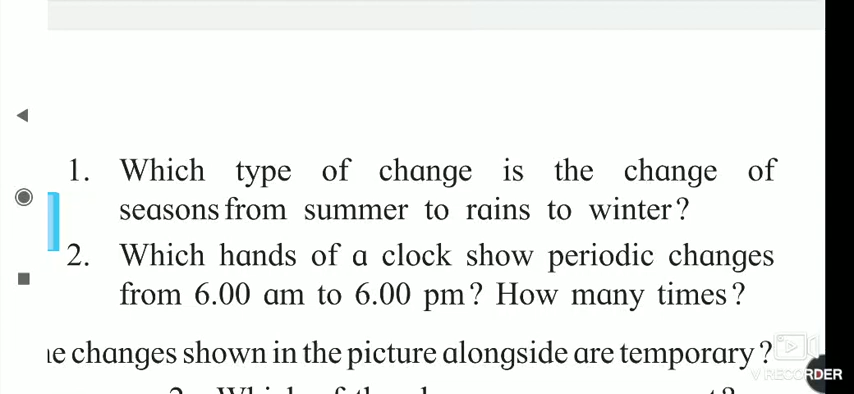 1. Which type of change is the change of
seasons from summer to rains to winter?
2. Which hands of a clock show periodic changes
from 6.00 am to 6.00 pm? How many times?
changes shown in the picture alongside are temporary?
V RECORDER